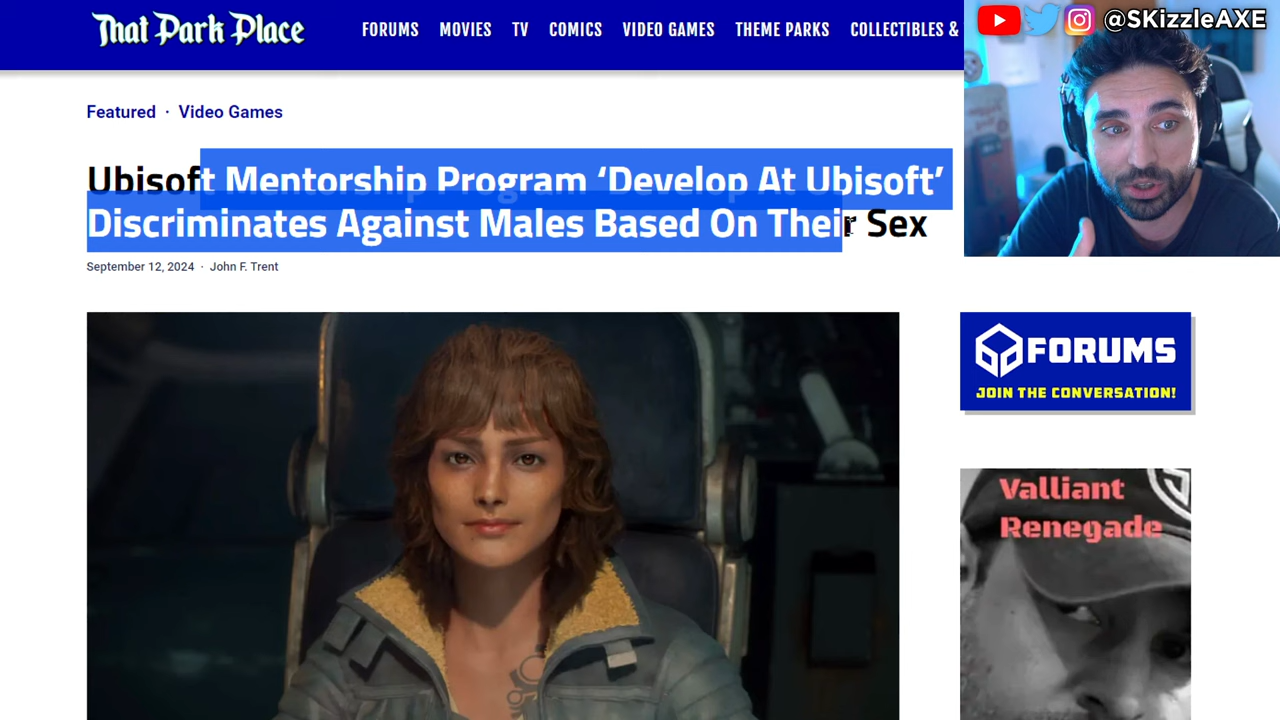 That Park Place
FORUMS MOVIES TV COMICS VIDEO GAMES THEME PARKS COLLECTIBLES &
@SKizzleAXE
Featured · Video Games
Ubisoft Mentorship Program ‘Develop At Ubisoft’
Discriminates Against Males Based On Their Sex
September 12, 2024 · John F. Trent
FORUMS
JOIN THE CONVERSATION!
Valliant
Renegade